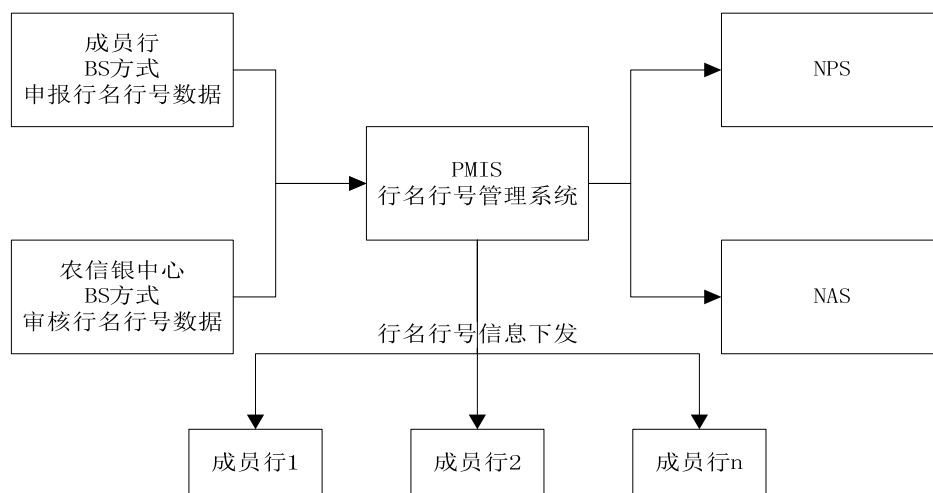 成员行
BS方式
申报行名行号数据
NPS
PMIS
行名行号管理系统
农信银中心
BS方式
审核行名行号数据
NAS
行名行号信息下发
成员行1
成员行2
成员行n